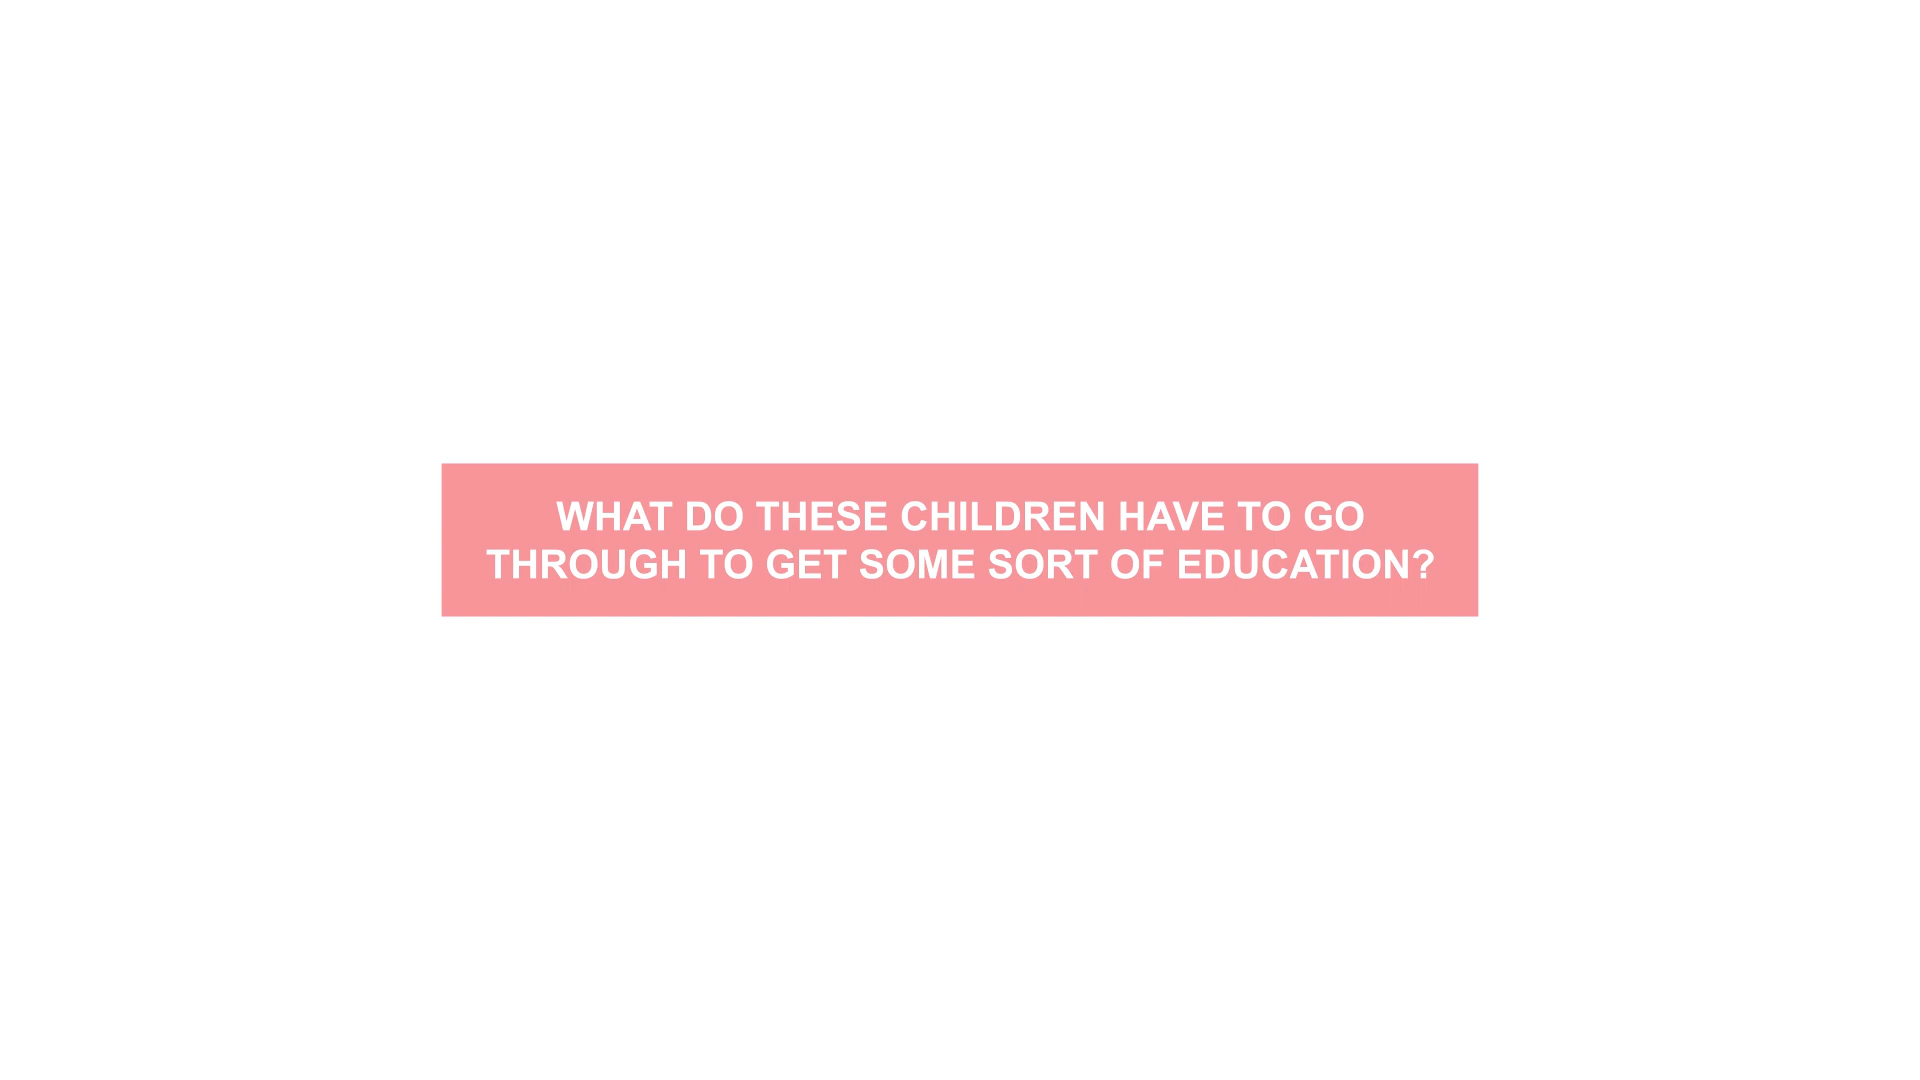 WHAT DO THESE CHILDREN HAVE TO GO
THROUGH TO GET SOME SORT OF EDUCATION?